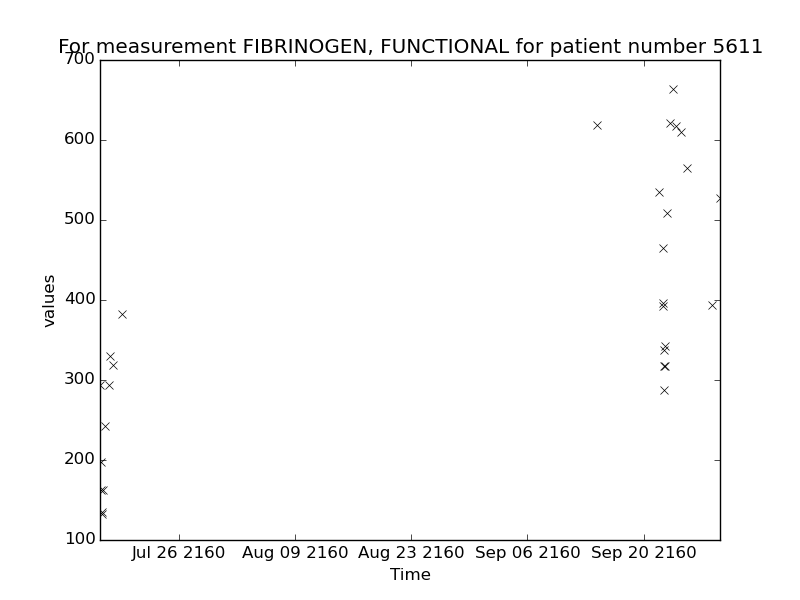 For measurement FIBRINOGEN, FUNCTIONAL for patient number 5611
700
600
500
400
300
200
100
values
Jul 26 2160 Aug 09 2160 Aug 23 2160 Sep 06 2160 Sep 20 2160
Time